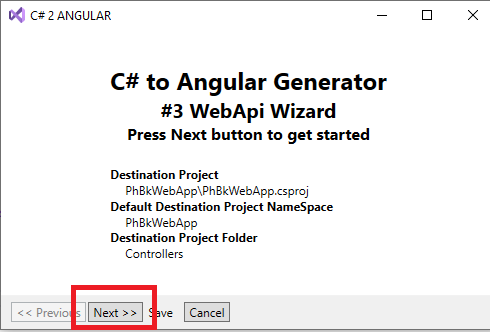 C# 2 ANGULAR
C# to Angular Generator
#3 WebApi Wizard
Press Next button to get started
Destination Project
PhBkWebApp\PhBkWebApp.csproj
Default Destination Project NameSpace
PhBkWebApp
Destination Project Folder
Controllers
<< Previous Next >> Save Cancel